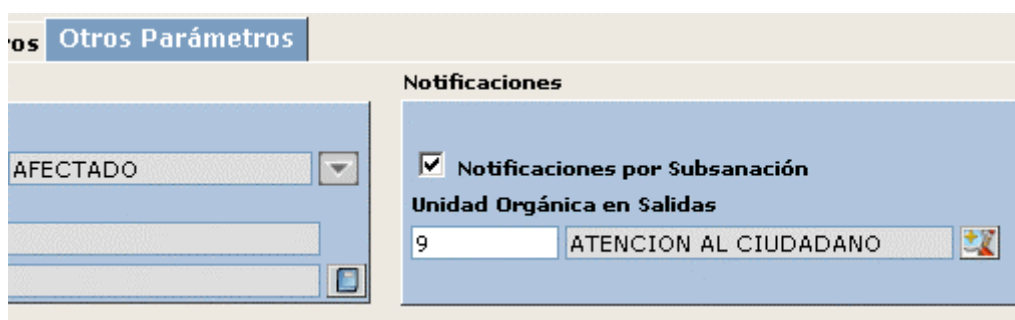 ros Otros Parámetros
Notificaciones
AFECTADO
Notificaciones por Subsanación
Unidad Orgánica en Salidas
9 ATENCION AL CIUDADANO